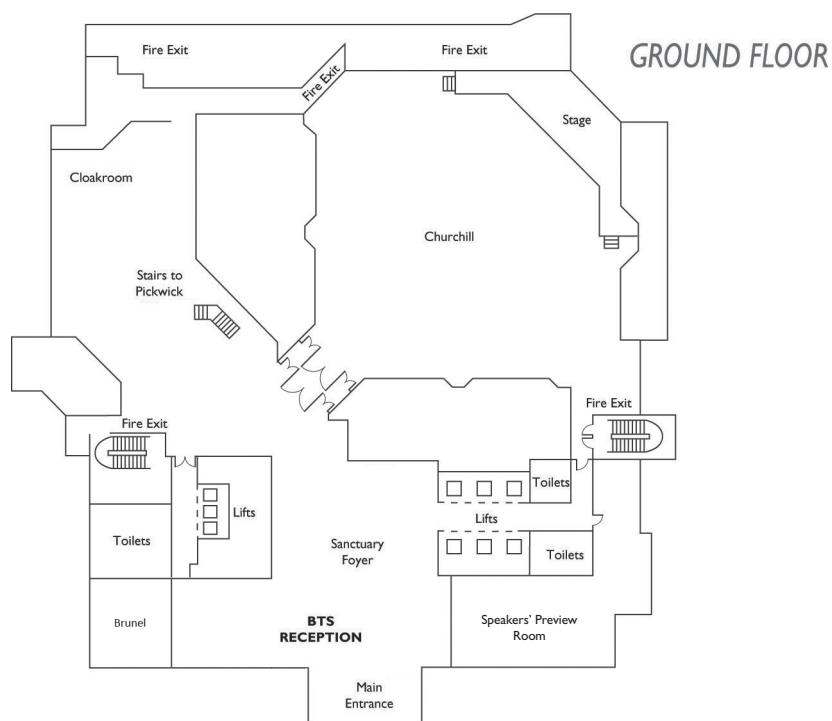 GROUND FLOOR
Fire Exit
Fire Exit
Fire Exit
Stage
Cloakroom
Churchill
Stairs to
Pickwick
Fire Exit
Fire Exit
Toilets
Lifts
Lifts
Toilets
Sanctuary
Foyer
Toilets
Brunel
BTS
RECEPTION
Speakers' Preview
Room
Main
Entrance